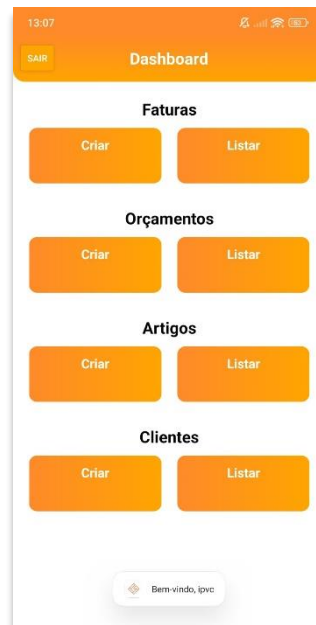 13:07
SAIR
Dashboard
Faturas
Criar Listar
Orçamentos
Criar Listar
Artigos
Criar Listar
Clientes
Criar Listar
Bem-vindo, ipvc